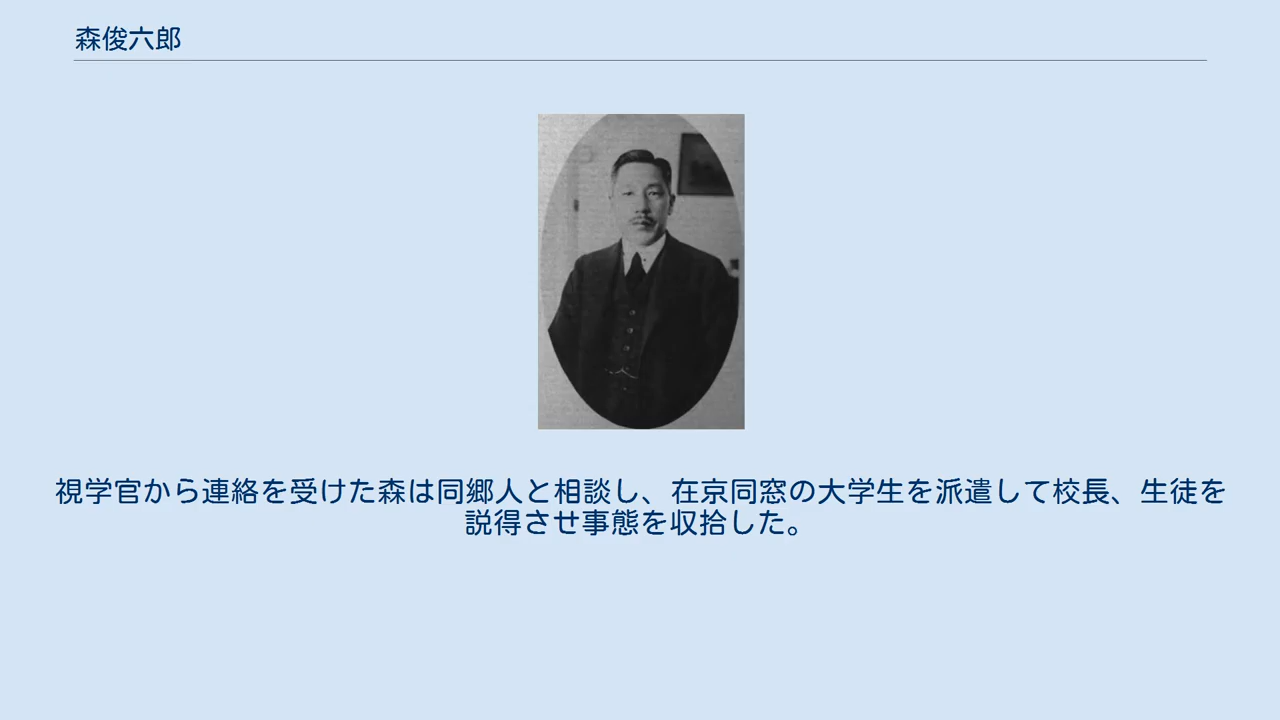 森俊六郎
視学官から連絡を受けた森は同郷人と相談し、在京同窓の大学生を派遣して校長、生徒を
説得させ事態を収拾した。